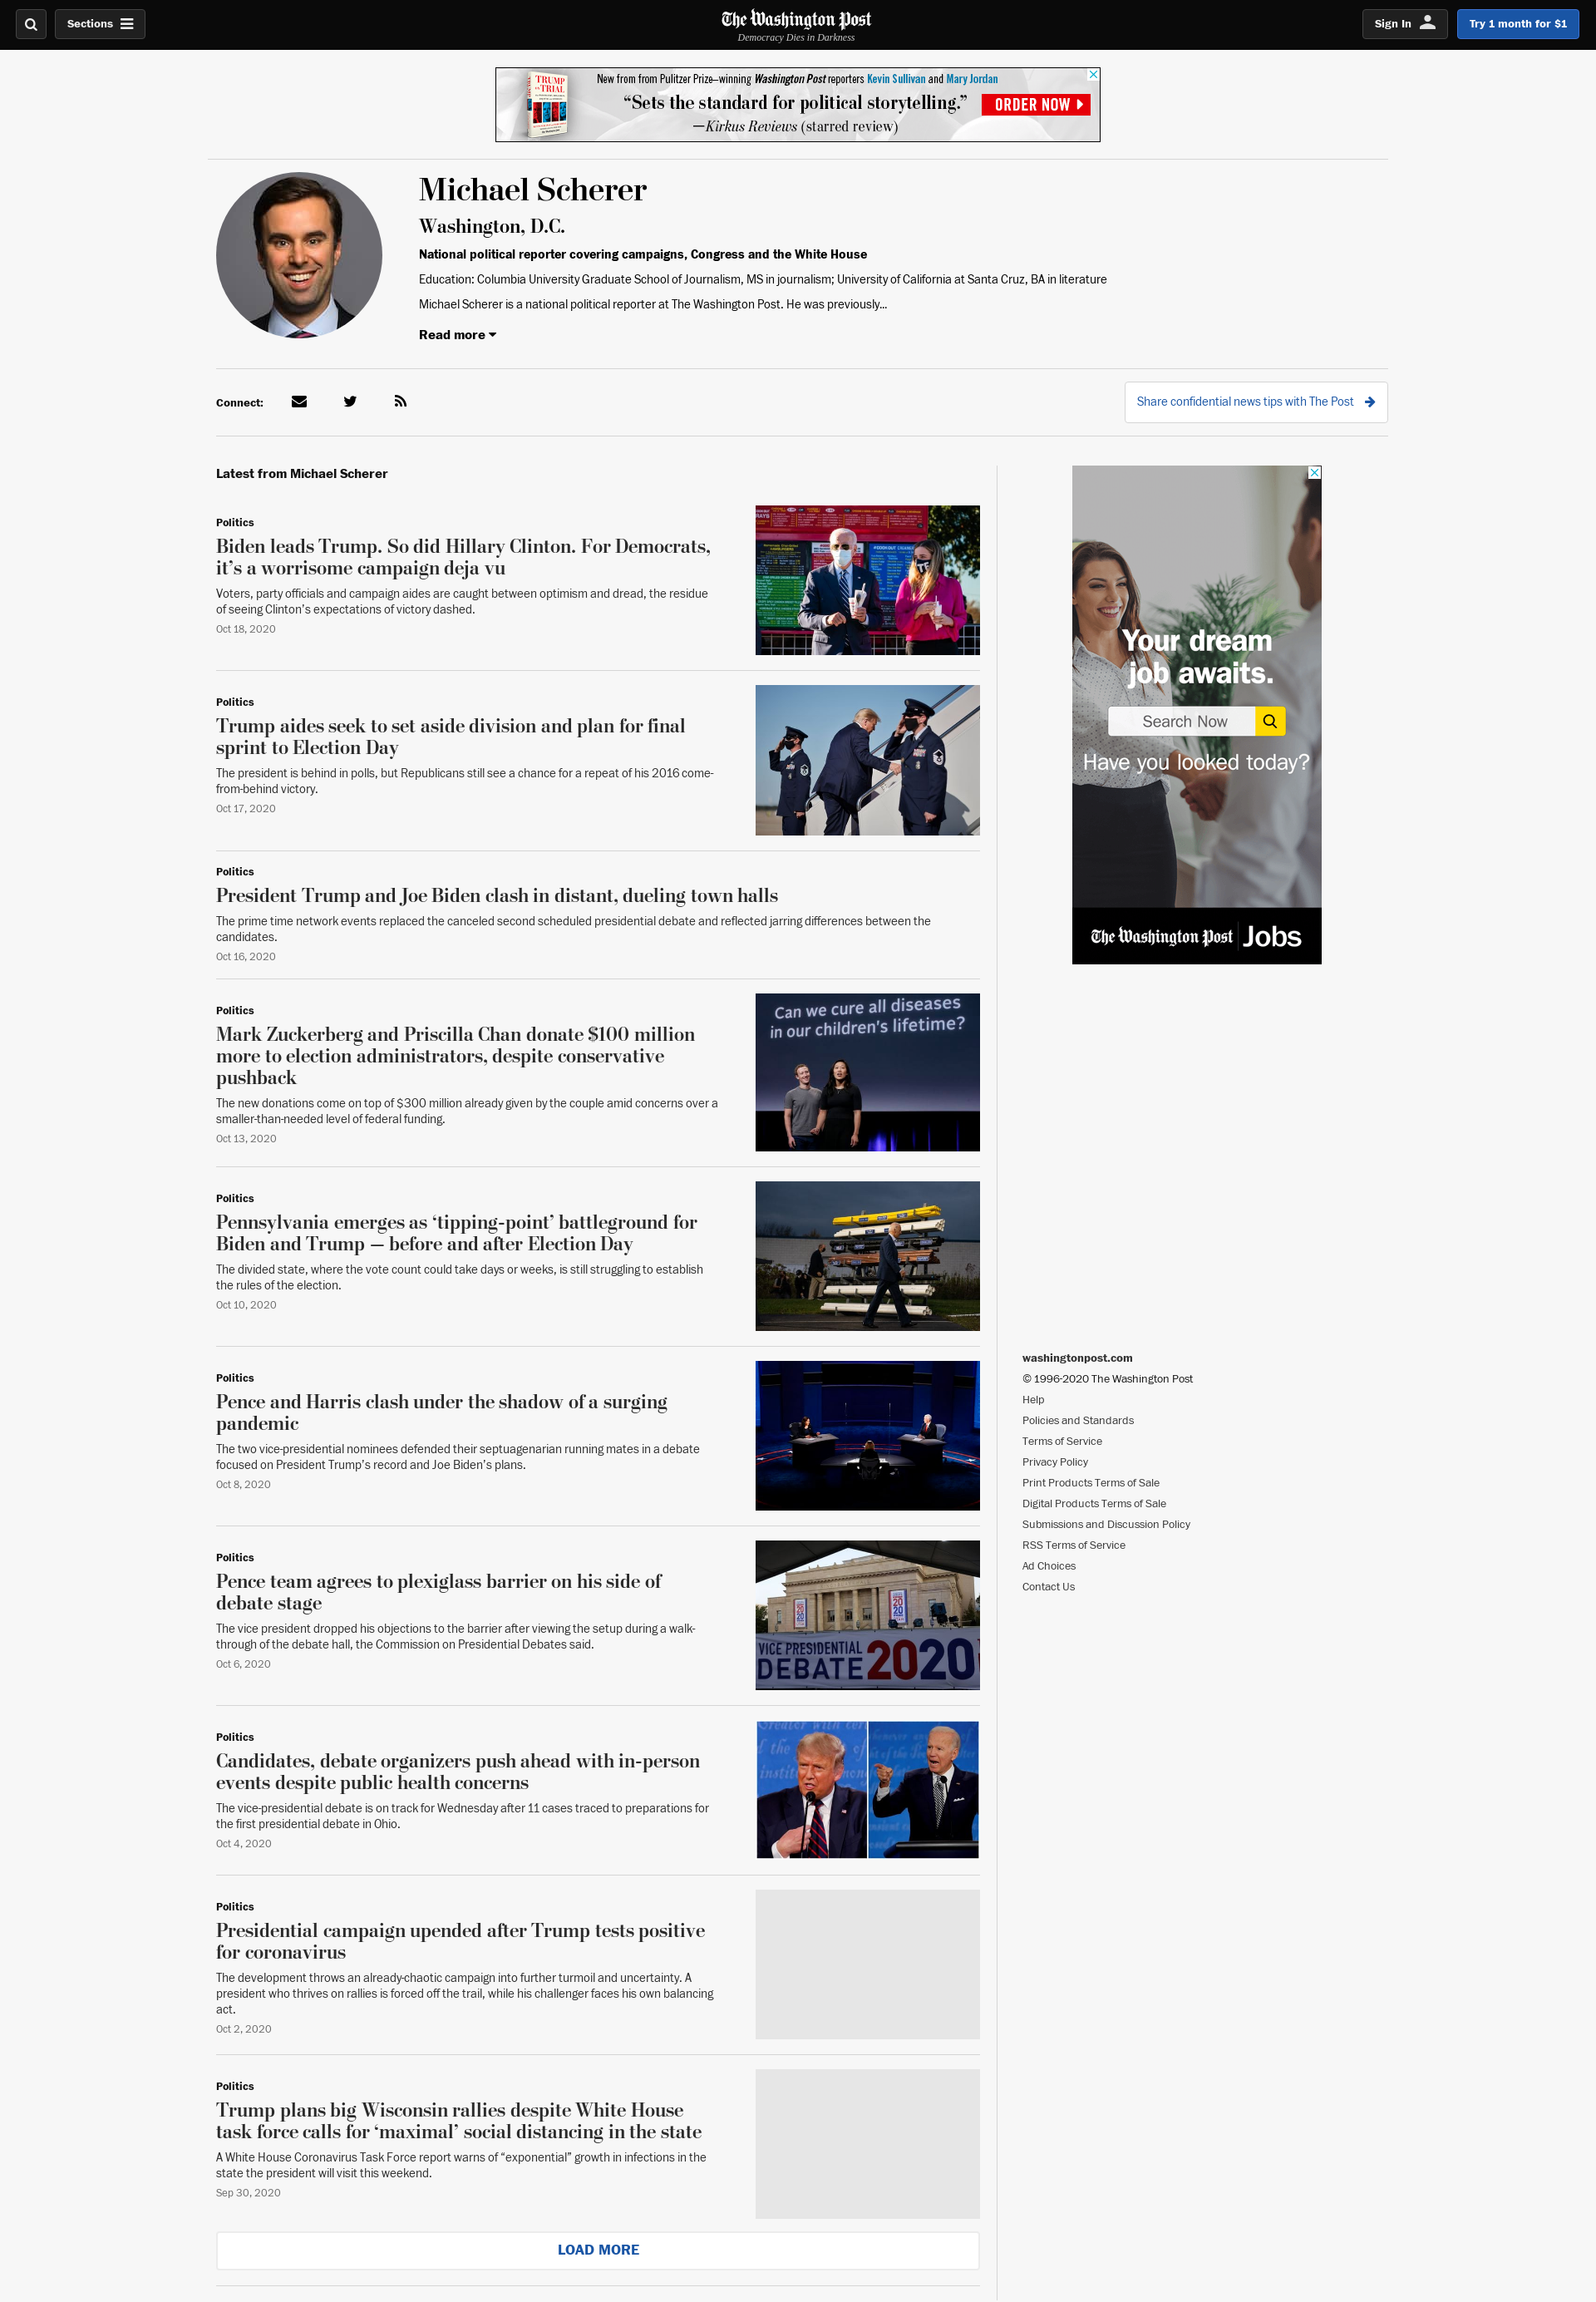 Sections
The Washington Post
Democracy Dies in Darkness
Sign In
Try 1 month for $1
TRUMP
on
TRIAL
New from from Pulitzer Prize–winning Washington Post reporters Kevin Sullivan and Mary Jordan
“Sets the standard for political storytelling.”
—Kirkus Reviews (starred review)
ORDER NOW
Michael Scherer
Washington, D.C.
National political reporter covering campaigns, Congress and the White House
Education: Columbia University Graduate School of Journalism, MS in journalism; University of California at Santa Cruz, BA in literature
Michael Scherer is a national political reporter at The Washington Post. He was previously...
Read more
Connect:
Share confidential news tips with The Post
Latest from Michael Scherer
Politics
Biden leads Trump. So did Hillary Clinton. For Democrats,
it’s a worrisome campaign deja vu
Voters, party officials and campaign aides are caught between optimism and dread, the residue
of seeing Clinton’s expectations of victory dashed.
Oct 18, 2020
Politics
Trump aides seek to set aside division and plan for final
sprint to Election Day
The president is behind in polls, but Republicans still see a chance for a repeat of his 2016 come-
from-behind victory.
Oct 17, 2020
Politics
President Trump and Joe Biden clash in distant, dueling town halls
The prime time network events replaced the canceled second scheduled presidential debate and reflected jarring differences between the
candidates.
Oct 16, 2020
Politics
Mark Zuckerberg and Priscilla Chan donate $100 million
more to election administrators, despite conservative
pushback
The new donations come on top of $300 million already given by the couple amid concerns over a
smaller-than-needed level of federal funding.
Oct 13, 2020
Can we cure all diseases
in our children's lifetime?
Politics
Pennsylvania emerges as ‘tipping-point’ battleground for
Biden and Trump — before and after Election Day
The divided state, where the vote count could take days or weeks, is still struggling to establish
the rules of the election.
Oct 10, 2020
Politics
Pence and Harris clash under the shadow of a surging
pandemic
The two vice-presidential nominees defended their septuagenarian running mates in a debate
focused on President Trump’s record and Joe Biden’s plans.
Oct 8, 2020
Politics
Pence team agrees to plexiglass barrier on his side of
debate stage
The vice president dropped his objections to the barrier after viewing the setup during a walk-
through of the debate hall, the Commission on Presidential Debates said.
Oct 6, 2020
20
20
20
20
VICE PRESIDENTIAL
DEBATE 2020
Politics
Candidates, debate organizers push ahead with in-person
events despite public health concerns
The vice-presidential debate is on track for Wednesday after 11 cases traced to preparations for
the first presidential debate in Ohio.
Oct 4, 2020
Politics
Presidential campaign upended after Trump tests positive
for coronavirus
The development throws an already-chaotic campaign into further turmoil and uncertainty. A
president who thrives on rallies is forced off the trail, while his challenger faces his own balancing
act.
Oct 2, 2020
Politics
Trump plans big Wisconsin rallies despite White House
task force calls for ‘maximal’ social distancing in the state
A White House Coronavirus Task Force report warns of “exponential” growth in infections in the
state the president will visit this weekend.
Sep 30, 2020
LOAD MORE
Your dream
job awaits.
Search Now
Have you looked today?
The Washington Post Jobs
washingtonpost.com
© 1996-2020 The Washington Post
Help
Policies and Standards
Terms of Service
Privacy Policy
Print Products Terms of Sale
Digital Products Terms of Sale
Submissions and Discussion Policy
RSS Terms of Service
Ad Choices
Contact Us